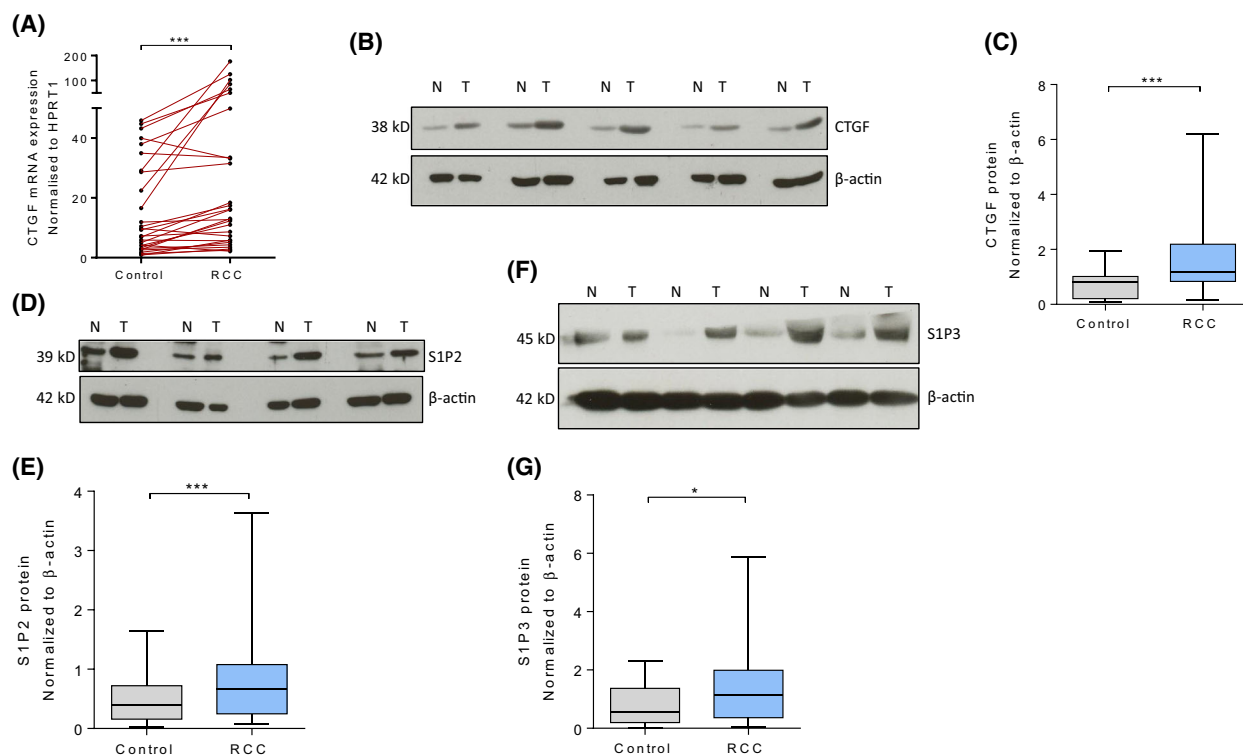 (A)
***
200
100
40
20
0
CTGF mRNA expression
Normalised to HPRT1
Control RCC
(B)
N T N T N T N T N T
38 kD CTGF
42 kD β-actin
(C)
***
8
6
4
2
0
CTGF protein
Normalized to β-actin
Control RCC
(D)
N T N T N T N T
39 kD S1P2
42 kD β-actin
(F)
N T N T N T N T
45 kD S1P3
42 kD β-actin
(E)
***
4
3
2
1
0
S1P2 protein
Normalized to β-actin
Control RCC
(G)
*
8
6
4
2
0
S1P3 protein
Normalized to β-actin
Control RCC